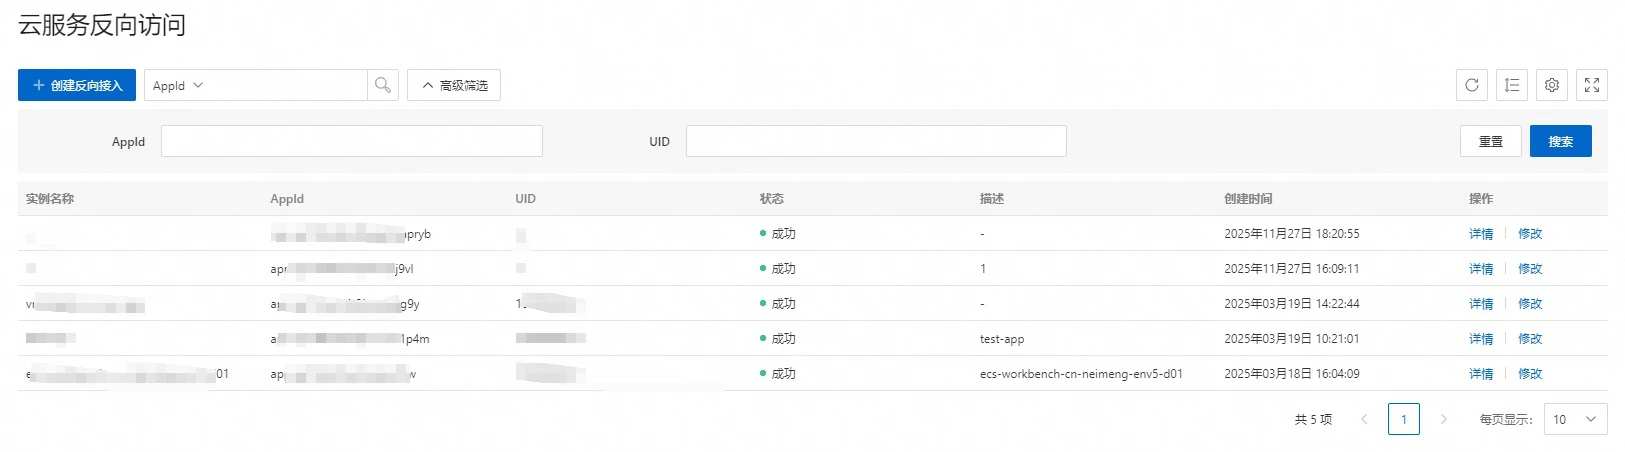 云服务反向访问
+ 创建反向接入 AppId 高级筛选
AppId UID 重置 搜索
实例名称 AppId UID 状态 描述 创建时间 操作
apryb 成功 - 2025年11月27日 18:20:55 详情 修改
app j9vl 成功 1 2025年11月27日 16:09:11 详情 修改
g9y 成功 - 2025年03月19日 14:22:44 详情 修改
a 1p4m 成功 test-app 2025年03月19日 10:21:01 详情 修改
01 app w 成功 ecs-workbench-cn-neimeng-env5-d01 2025年03月18日 16:04:09 详情 修改
共 5 项 1 每页显示: 10